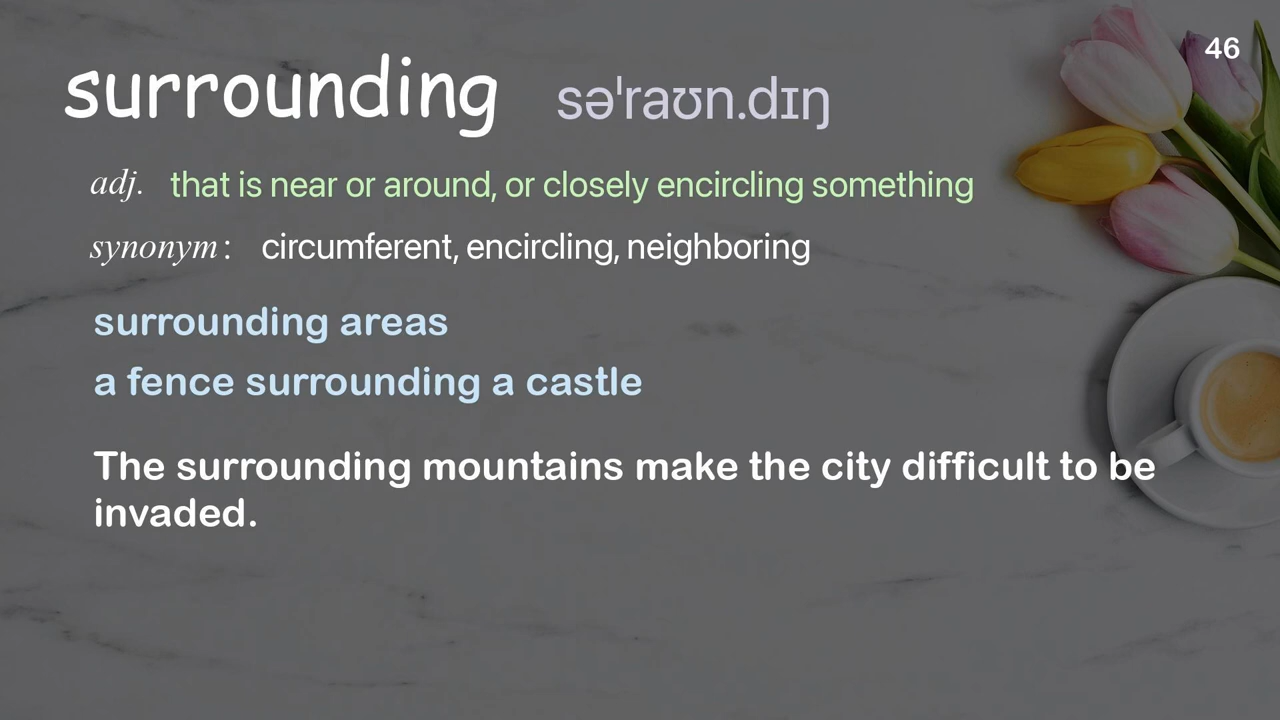 46
surrounding səˈraʊn.dɪŋ
adj. that is near or around, or closely encircling something
synonym: circumferent, encircling, neighboring
surrounding areas
a fence surrounding a castle
The surrounding mountains make the city difficult to be
invaded.